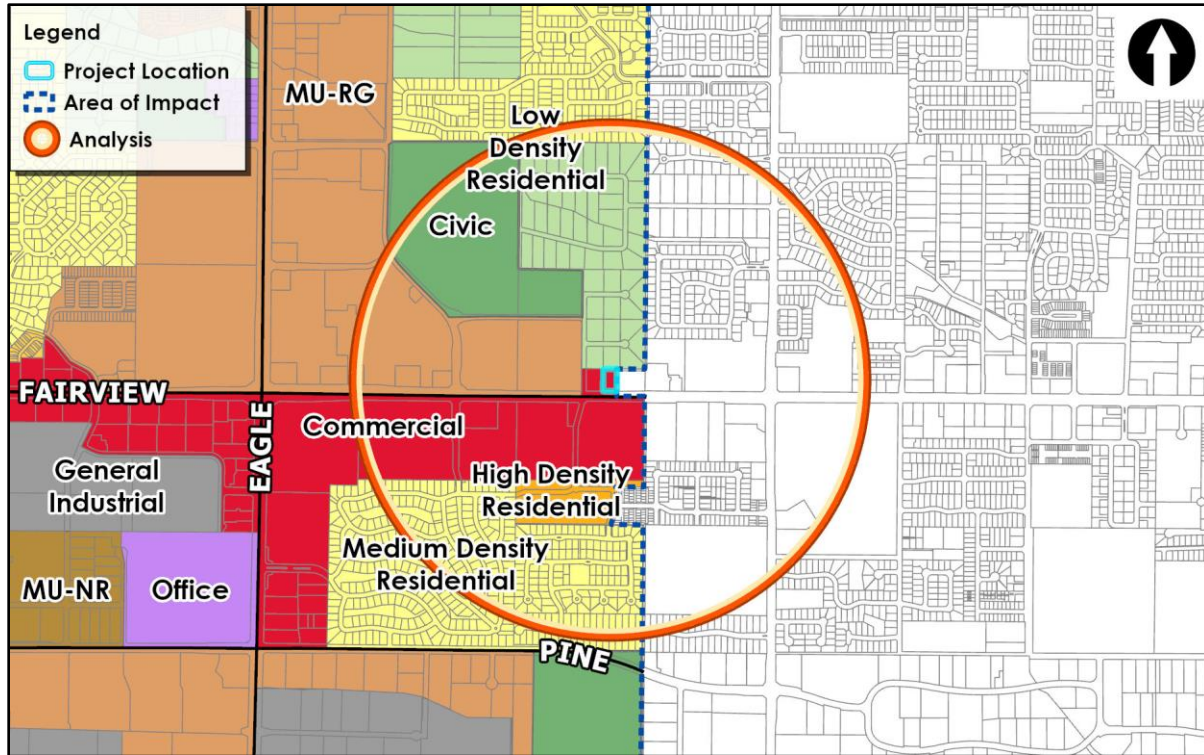 Legend
Project Location
Area of Impact
Analysis
MU-RG
Low
Density
Residential
Civic
FAIRVIEW
EAGLE
Commercial
General
Industrial
High Density
Residential
Medium Density
Residential
MU-NR
Office
PINE